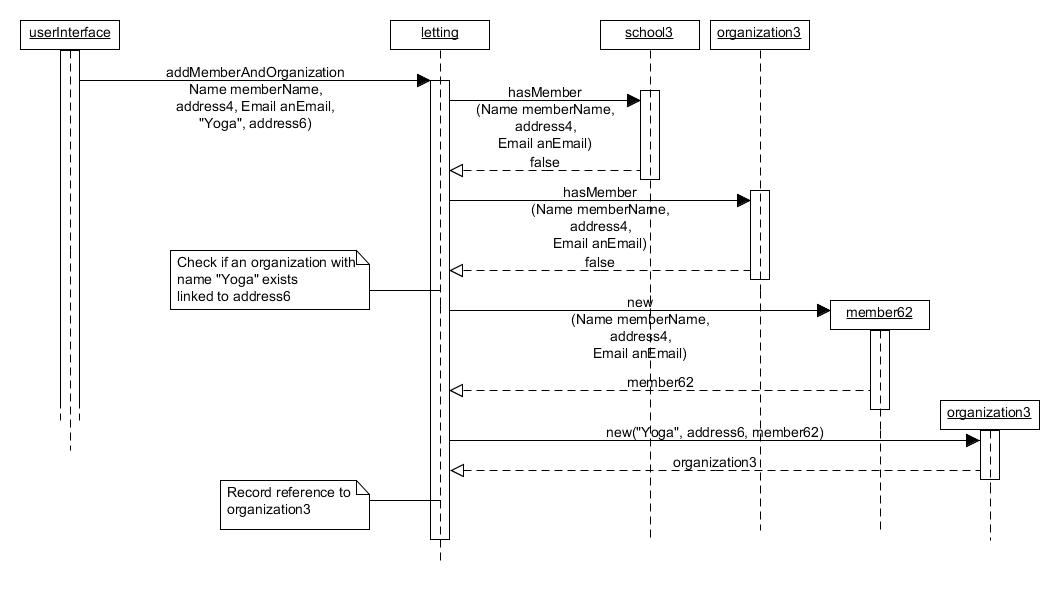 userInterface
letting
school3
organization3
addMemberAndOrganization
Name memberName,
address4, Email anEmail,
"Yoga", address6)
hasMember
(Name memberName,
address4,
Email anEmail)
false
hasMember
(Name memberName,
address4,
Email anEmail)
false
Check if an organization with
name "Yoga" exists
linked to address6
new
(Name memberName,
address4,
Email anEmail)
member62
member62
organization3
new("Yoga", address6, member62)
organization3
Record reference to
organization3